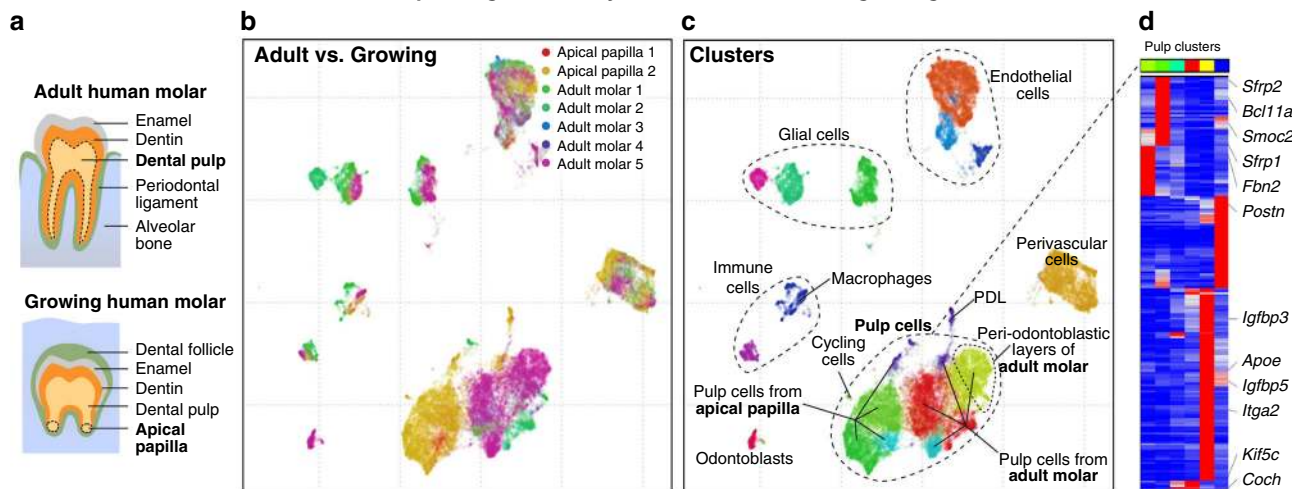 a
Adult human molar
Enamel
Dentin
Dental pulp
Periodontal
ligament
Alveolar
bone
Growing human molar
Dental follicle
Enamel
Dentin
Dental pulp
Apical
papilla
b
Adult vs. Growing
Apical papilla 1
Apical papilla 2
Adult molar 1
Adult molar 2
Adult molar 3
Adult molar 4
Adult molar 5
c
Clusters
Endothelial
cells
Glial cells
Perivascular
cells
Immune
cells
Macrophages
PDL
Pulp cells
Cycling
cells
Peri-odontoblastic
layers of
adult molar
Pulp cells from
apical papilla
Odontoblasts
Pulp cells from
adult molar
d
Pulp clusters
Sfrp2
Bcl11a
Smoc2
Sfrp1
Fbn2
Postn
Igfbp3
Apoe
Igfbp5
Itga2
Kif5c
Coch